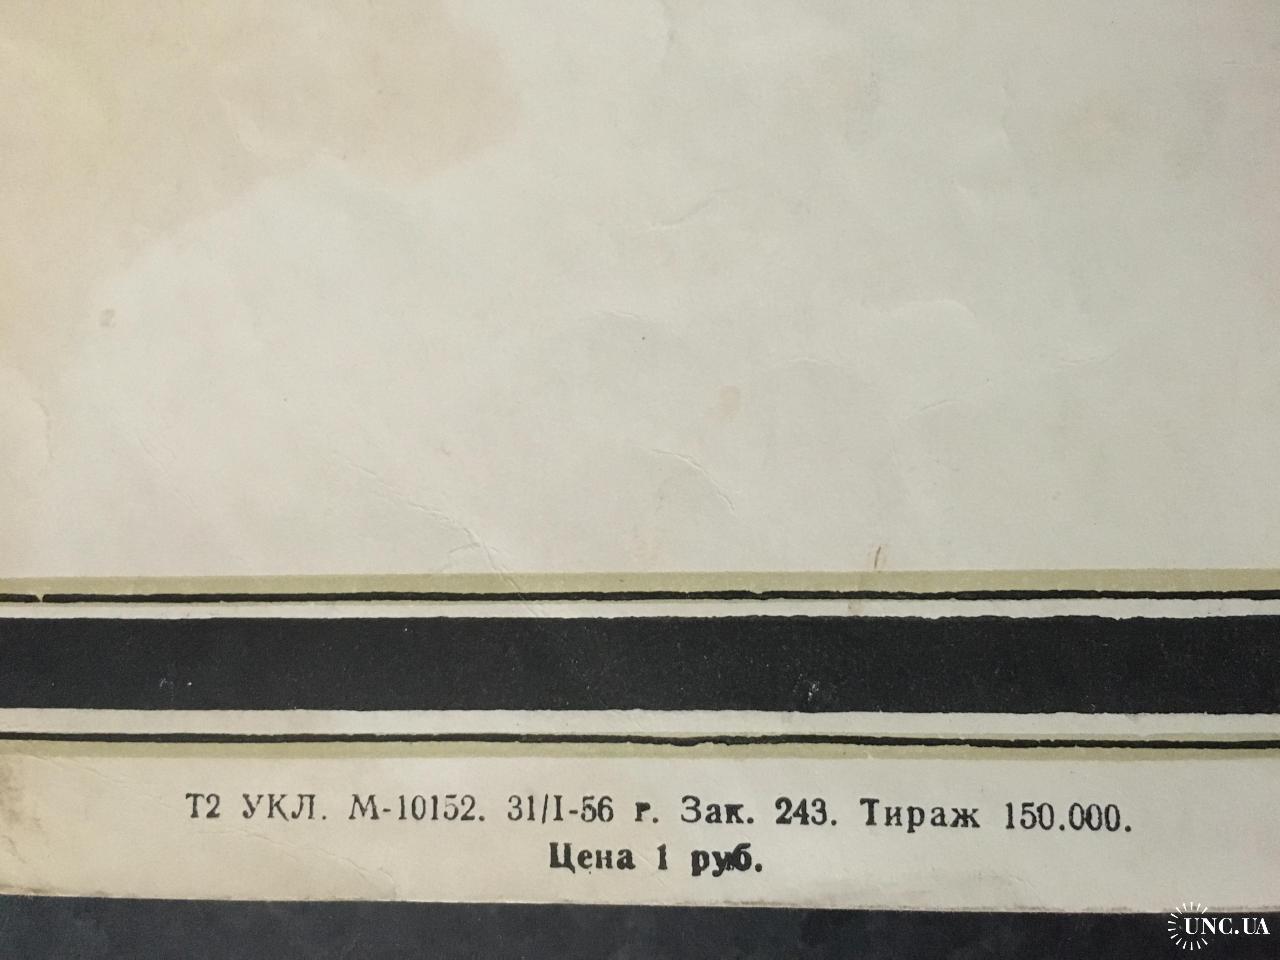 Т2 УКЛ. М-10152. 31/I-56 г. Зак. 243. Тираж 150.000.
Цена 1 руб.
UNC.UA